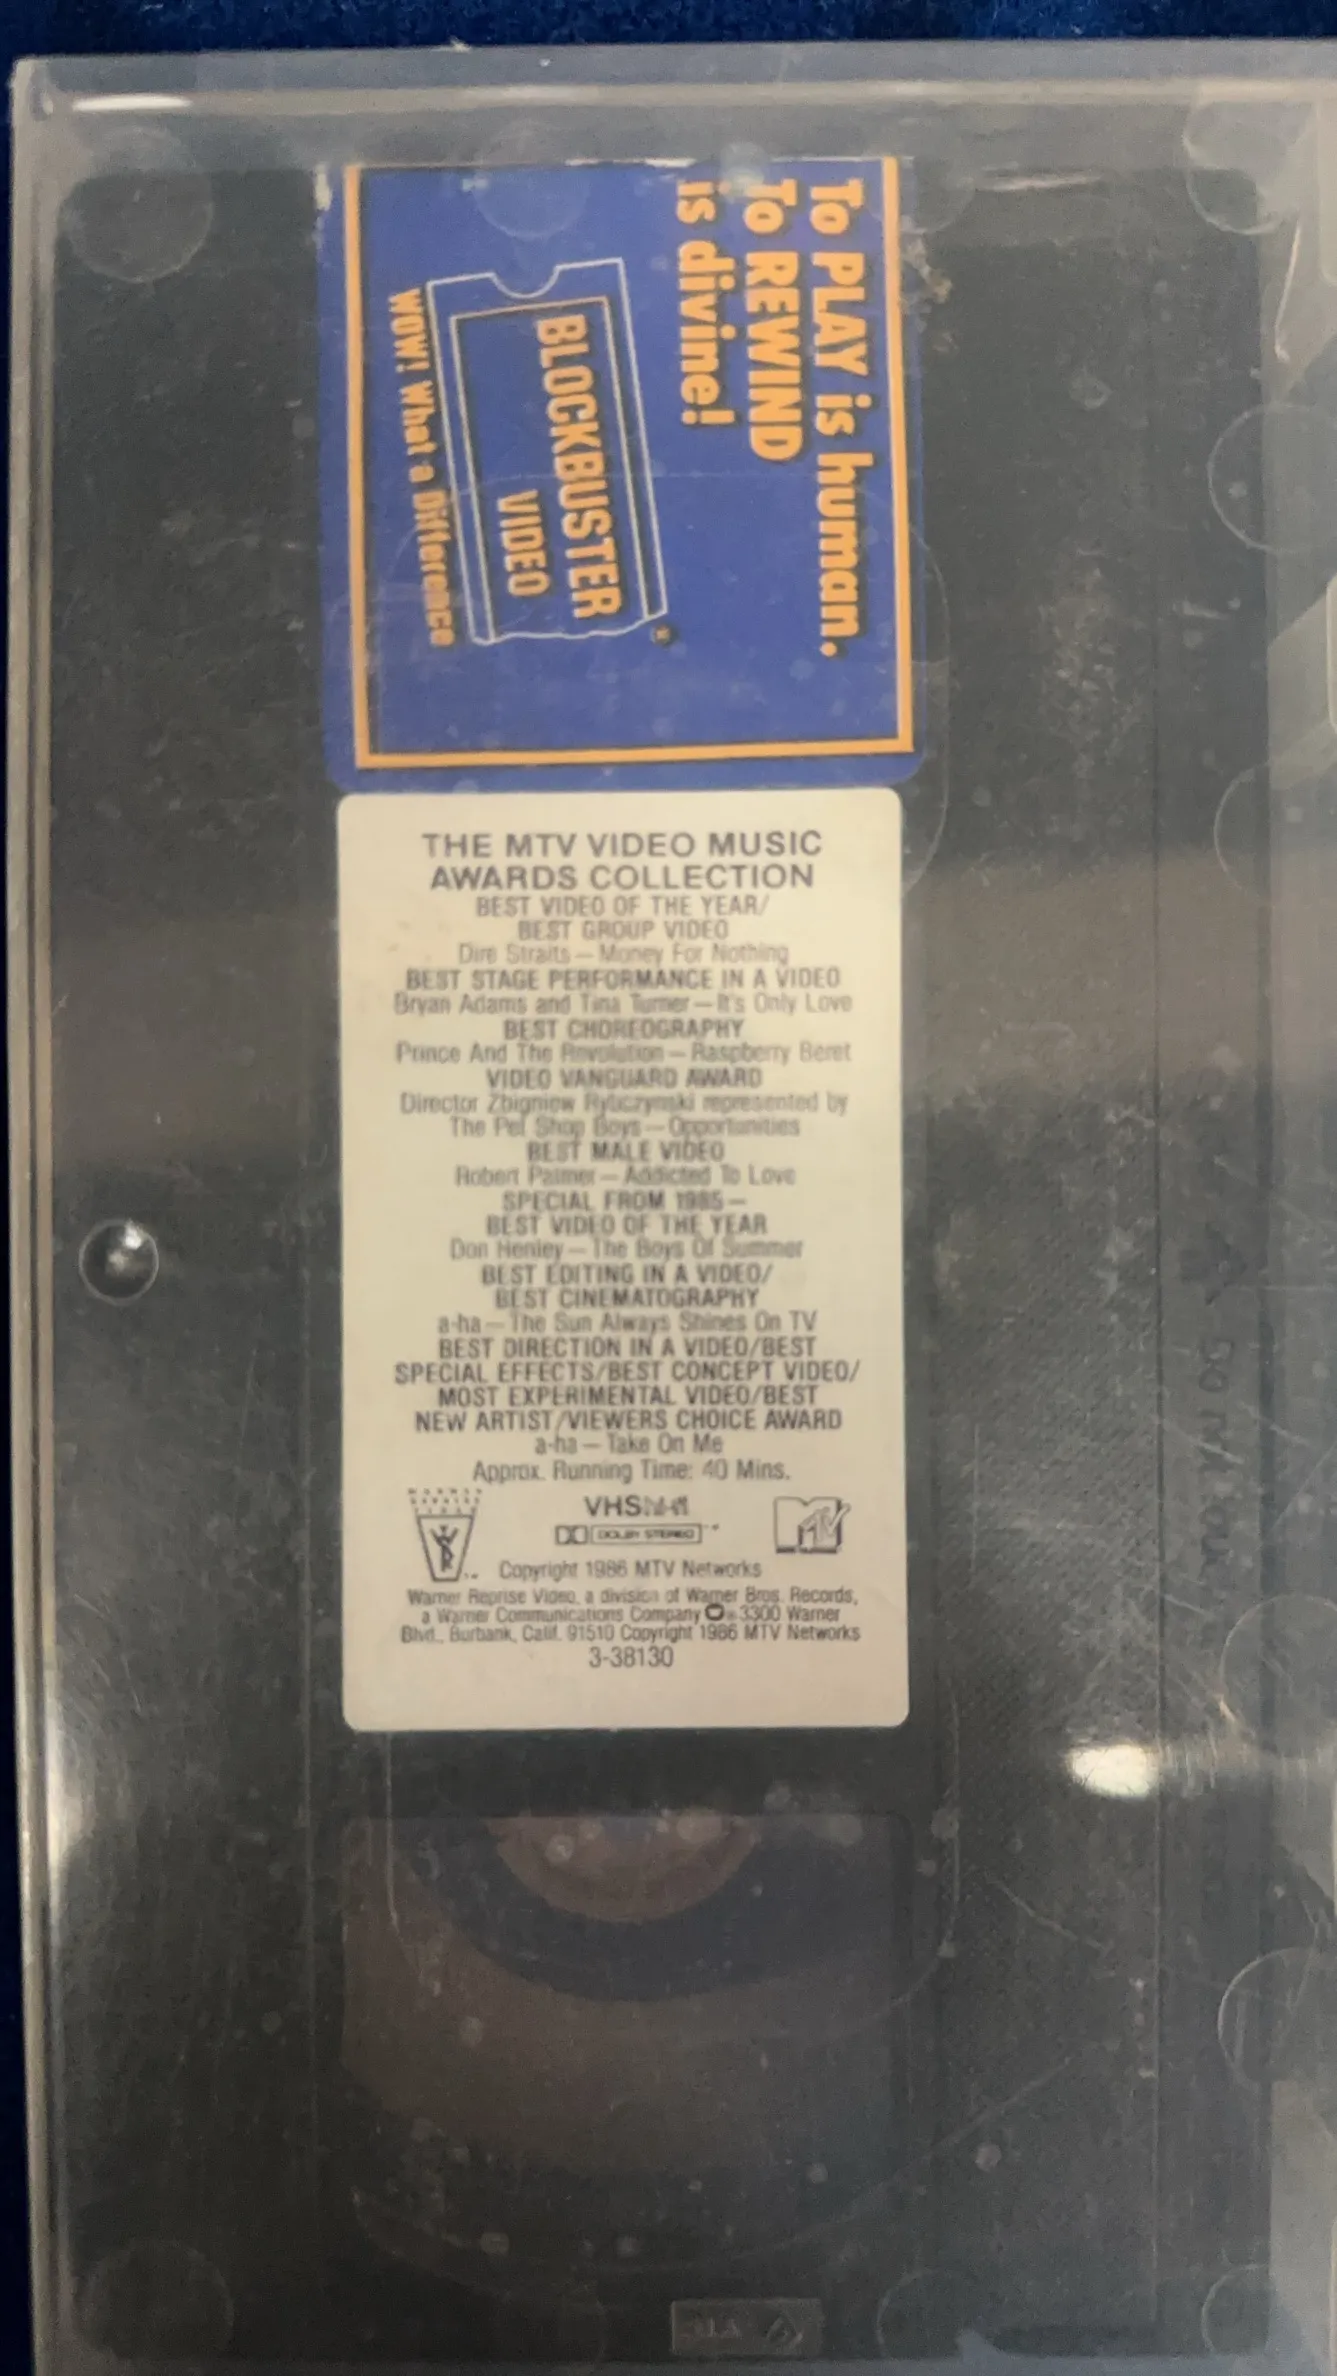 To PLAY is human.
To REWIND
is divine!
BLOCKBUSTER
VIDEO
®
WOW! What a Difference
THE MTV VIDEO MUSIC
AWARDS COLLECTION
BEST VIDEO OF THE YEAR/
BEST GROUP VIDEO
Dire Straits — Money For Nothing
BEST STAGE PERFORMANCE IN A VIDEO
Bryan Adams and Tina Turner — It's Only Love
BEST CHOREOGRAPHY
Prince And The Revolution — Raspberry Beret
VIDEO VANGUARD AWARD
Director Zbigniew Rybczynski represented by
The Pet Shop Boys — Opportunities
BEST MALE VIDEO
Robert Palmer — Addicted To Love
SPECIAL FROM 1985 —
BEST VIDEO OF THE YEAR
Don Henley — The Boys Of Summer
BEST EDITING IN A VIDEO/
BEST CINEMATOGRAPHY
a-ha — The Sun Always Shines On TV
BEST DIRECTION IN A VIDEO/BEST
SPECIAL EFFECTS/BEST CONCEPT VIDEO/
MOST EXPERIMENTAL VIDEO/BEST
NEW ARTIST/VIEWERS CHOICE AWARD
a-ha — Take On Me
Approx. Running Time: 40 Mins.
WARNER
REPRISE
VIDEO
VHS
DOLBY STEREO
MTV
Copyright 1986 MTV Networks
Warner Reprise Video, a division of Warner Bros. Records,
a Warner Communications Company 3300 Warner
Blvd., Burbank, Calif. 91510 Copyright 1986 MTV Networks
3-38130